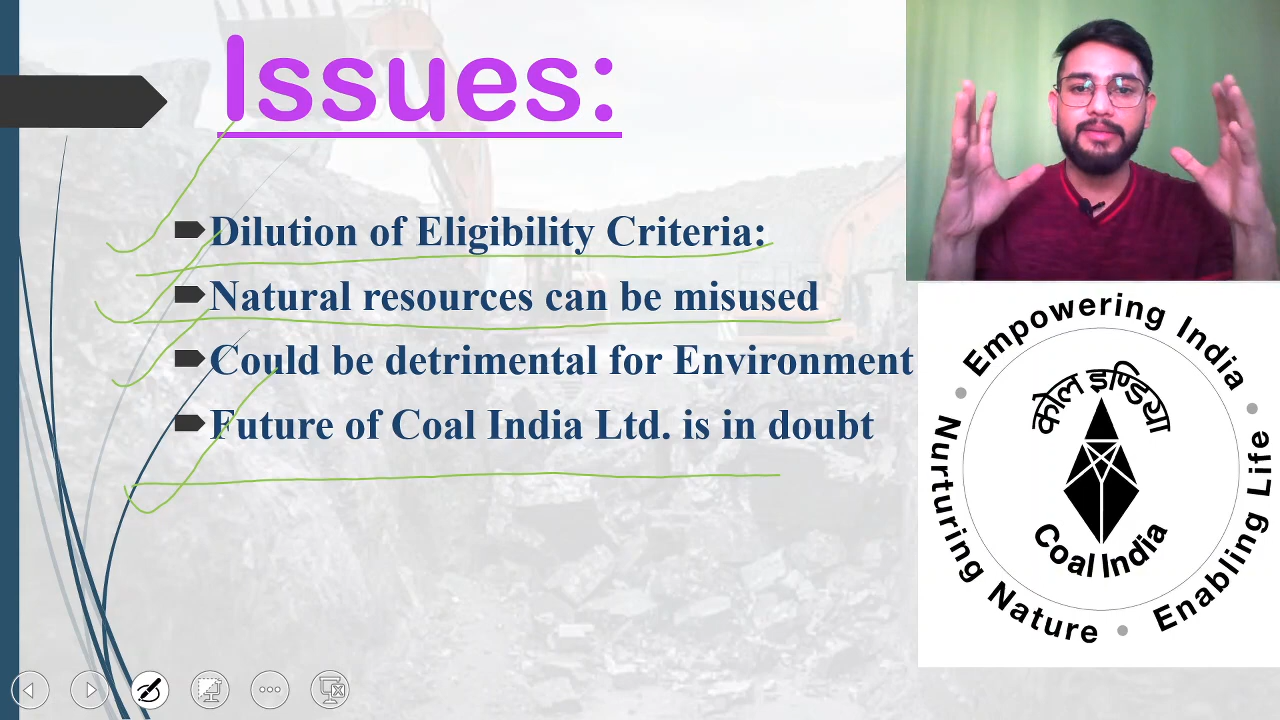 Issues:
Dilution of Eligibility Criteria:
Natural resources can be misused
Could be detrimental for Environment
Future of Coal India Ltd. is in doubt
Empowering India
कोल इण्डिया
Coal India
Nurturing Nature
Enabling Life